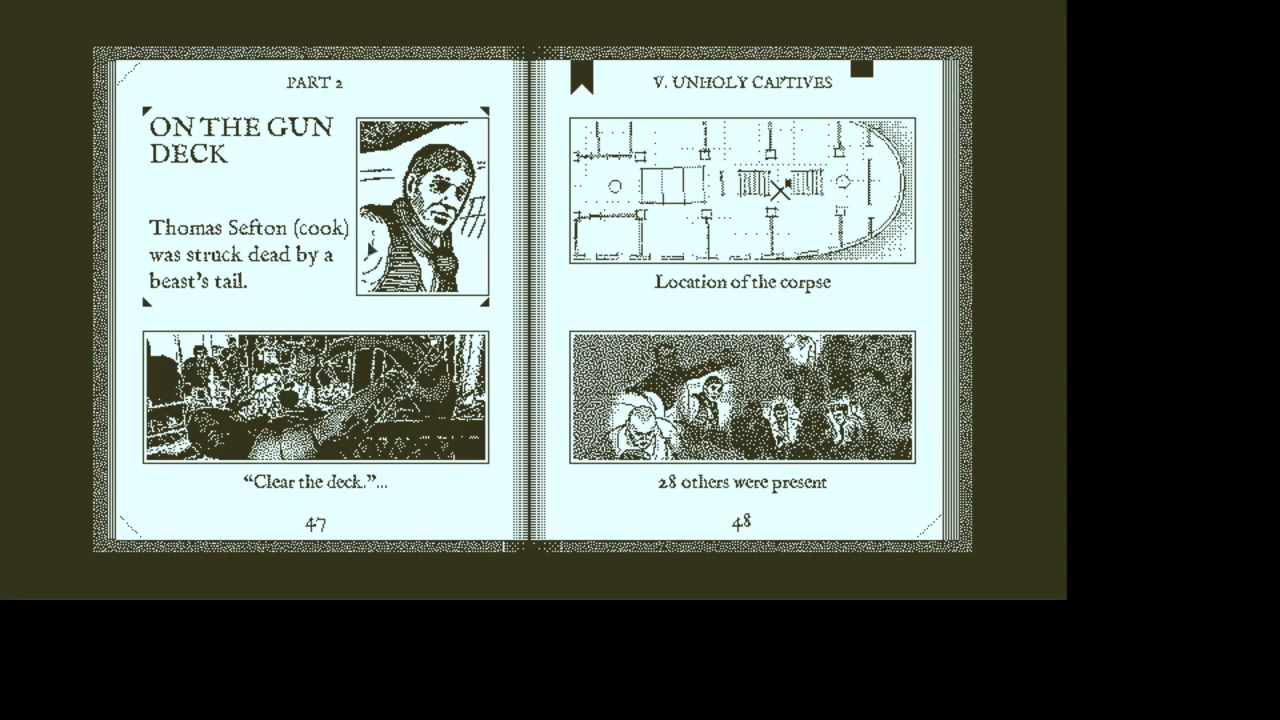 PART 2
ON THE GUN
DECK
Thomas Sefton (cook)
was struck dead by a
beast's tail.
“Clear the deck.”...
47
V. UNHOLY CAPTIVES
Location of the corpse
28 others were present
48